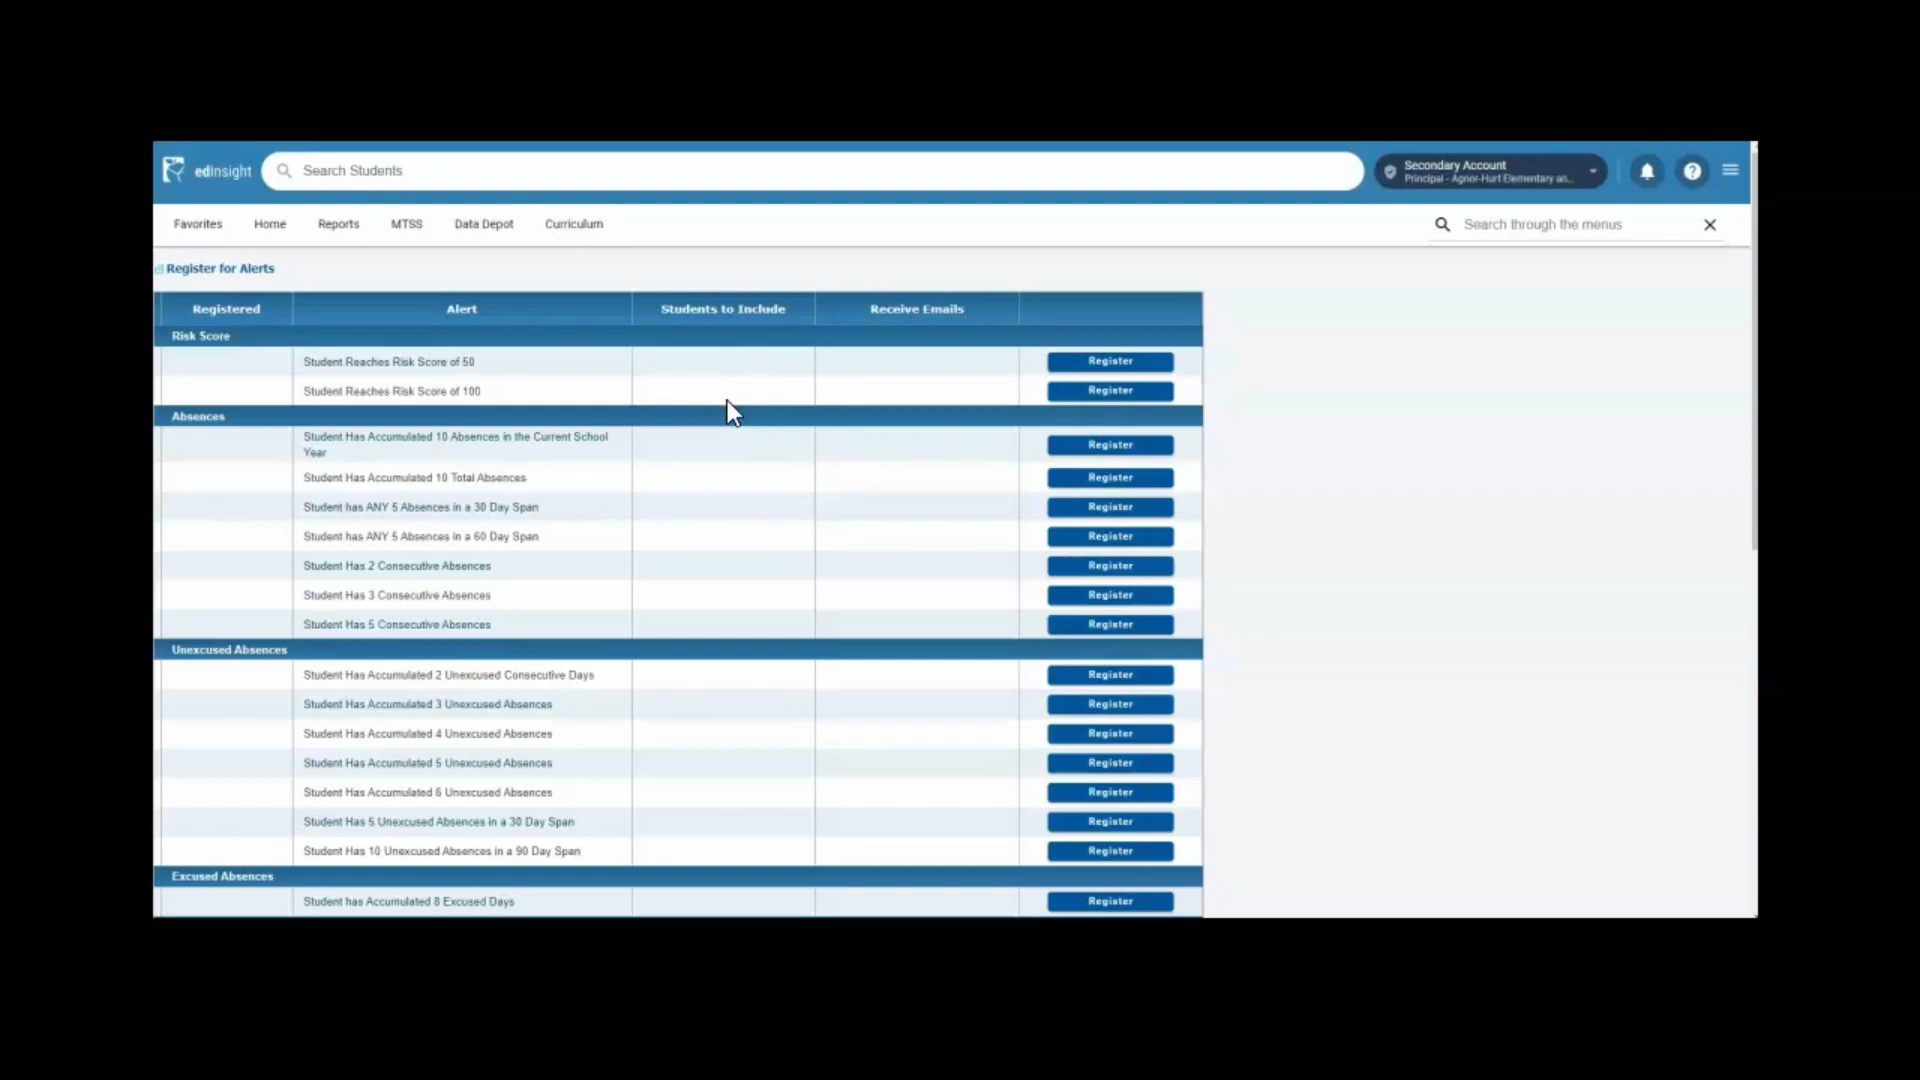 edinsight
Search Students
Secondary Account
Principal - Agnor-Hurt Elementary an...
Favorites Home Reports MTSS Data Depot Curriculum
Search through the menus
Register for Alerts
Registered Alert Students to Include Receive Emails
Risk Score
Student Reaches Risk Score of 50 Register
Student Reaches Risk Score of 100 Register
Absences
Student Has Accumulated 10 Absences in the Current School
Year
Register
Student Has Accumulated 10 Total Absences Register
Student has ANY 5 Absences in a 30 Day Span Register
Student has ANY 5 Absences in a 60 Day Span Register
Student Has 2 Consecutive Absences Register
Student Has 3 Consecutive Absences Register
Student Has 5 Consecutive Absences Register
Unexcused Absences
Student Has Accumulated 2 Unexcused Consecutive Days Register
Student Has Accumulated 3 Unexcused Absences Register
Student Has Accumulated 4 Unexcused Absences Register
Student Has Accumulated 5 Unexcused Absences Register
Student Has Accumulated 6 Unexcused Absences Register
Student Has 5 Unexcused Absences in a 30 Day Span Register
Student Has 10 Unexcused Absences in a 90 Day Span Register
Excused Absences
Student has Accumulated 8 Excused Days Register